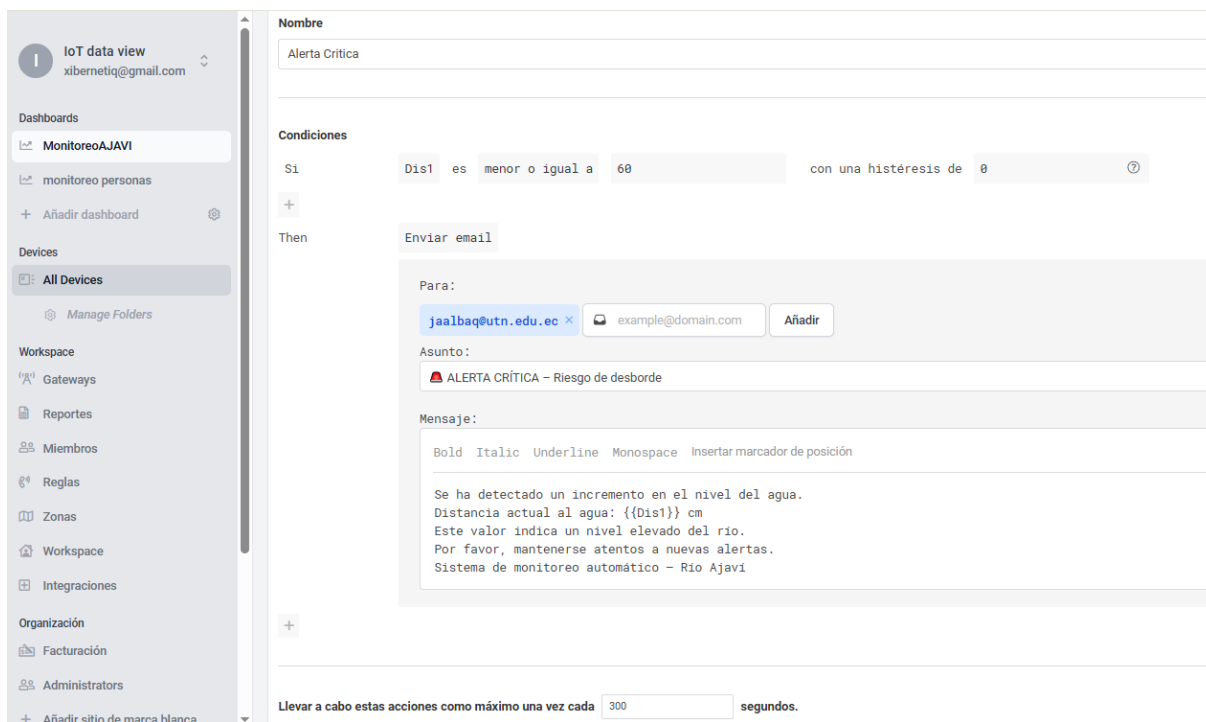 I
IoT data view
xibernetiq@gmail.com
Dashboards
MonitoreoAJAVI
monitoreo personas
+ Añadir dashboard
Devices
All Devices
Manage Folders
Workspace
Gateways
Reportes
Miembros
Reglas
Zonas
Workspace
Integraciones
Organización
Facturación
Administrators
+ Añadir sitio de marca blanca
Nombre
Alerta Critica
Condiciones
Si Dis1 es menor o igual a 60 con una histéresis de 0 ?
+
Then Enviar email
Para:
jaalbaq@utn.edu.ec × example@domain.com Añadir
Asunto:
🚨 ALERTA CRÍTICA – Riesgo de desborde
Mensaje:
Bold Italic Underline Monospace Insertar marcador de posición
Se ha detectado un incremento en el nivel del agua.
Distancia actual al agua: {{Dis1}} cm
Este valor indica un nivel elevado del río.
Por favor, mantenerse atentos a nuevas alertas.
Sistema de monitoreo automático – Río Ajaví
+
Llevar a cabo estas acciones como máximo una vez cada 300 segundos.